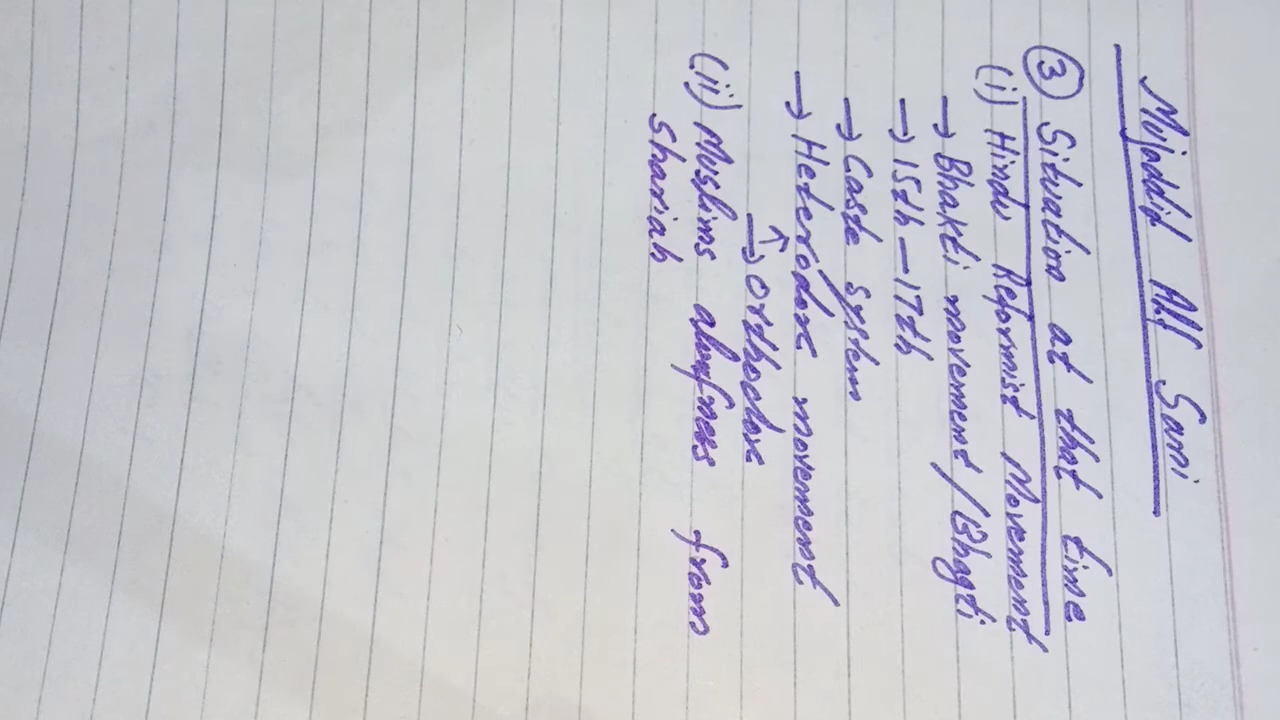 Mujaddid Alf Sani
③ Situation at that time
(i) Hindu Reformist Movement
→ Bhakti movement / Bhagti
→ 15th - 17th
→ Caste system
→ Heterodox movement
↑
→ orthodox
(ii) Muslims aloofness from
Shariah